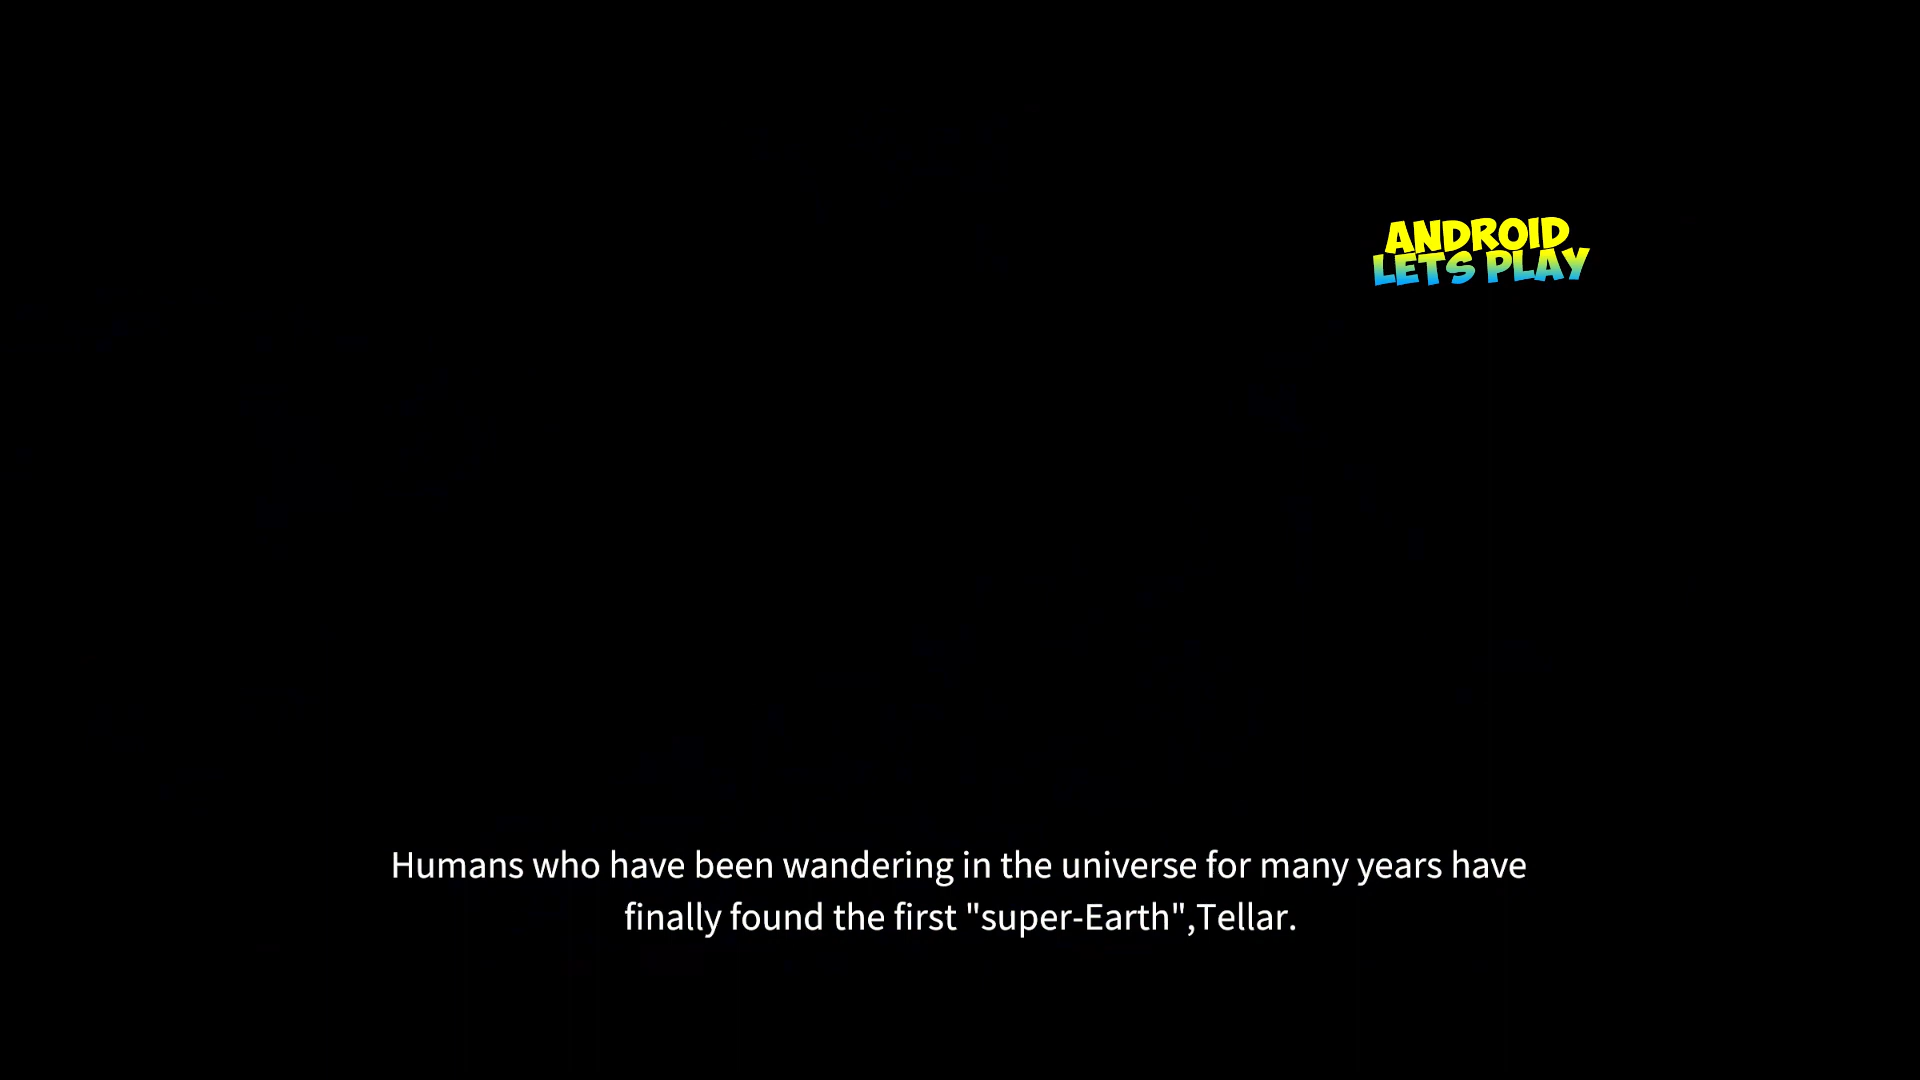 ANDROID
LETS PLAY
Humans who have been wandering in the universe for many years have
finally found the first "super-Earth",Tellar.